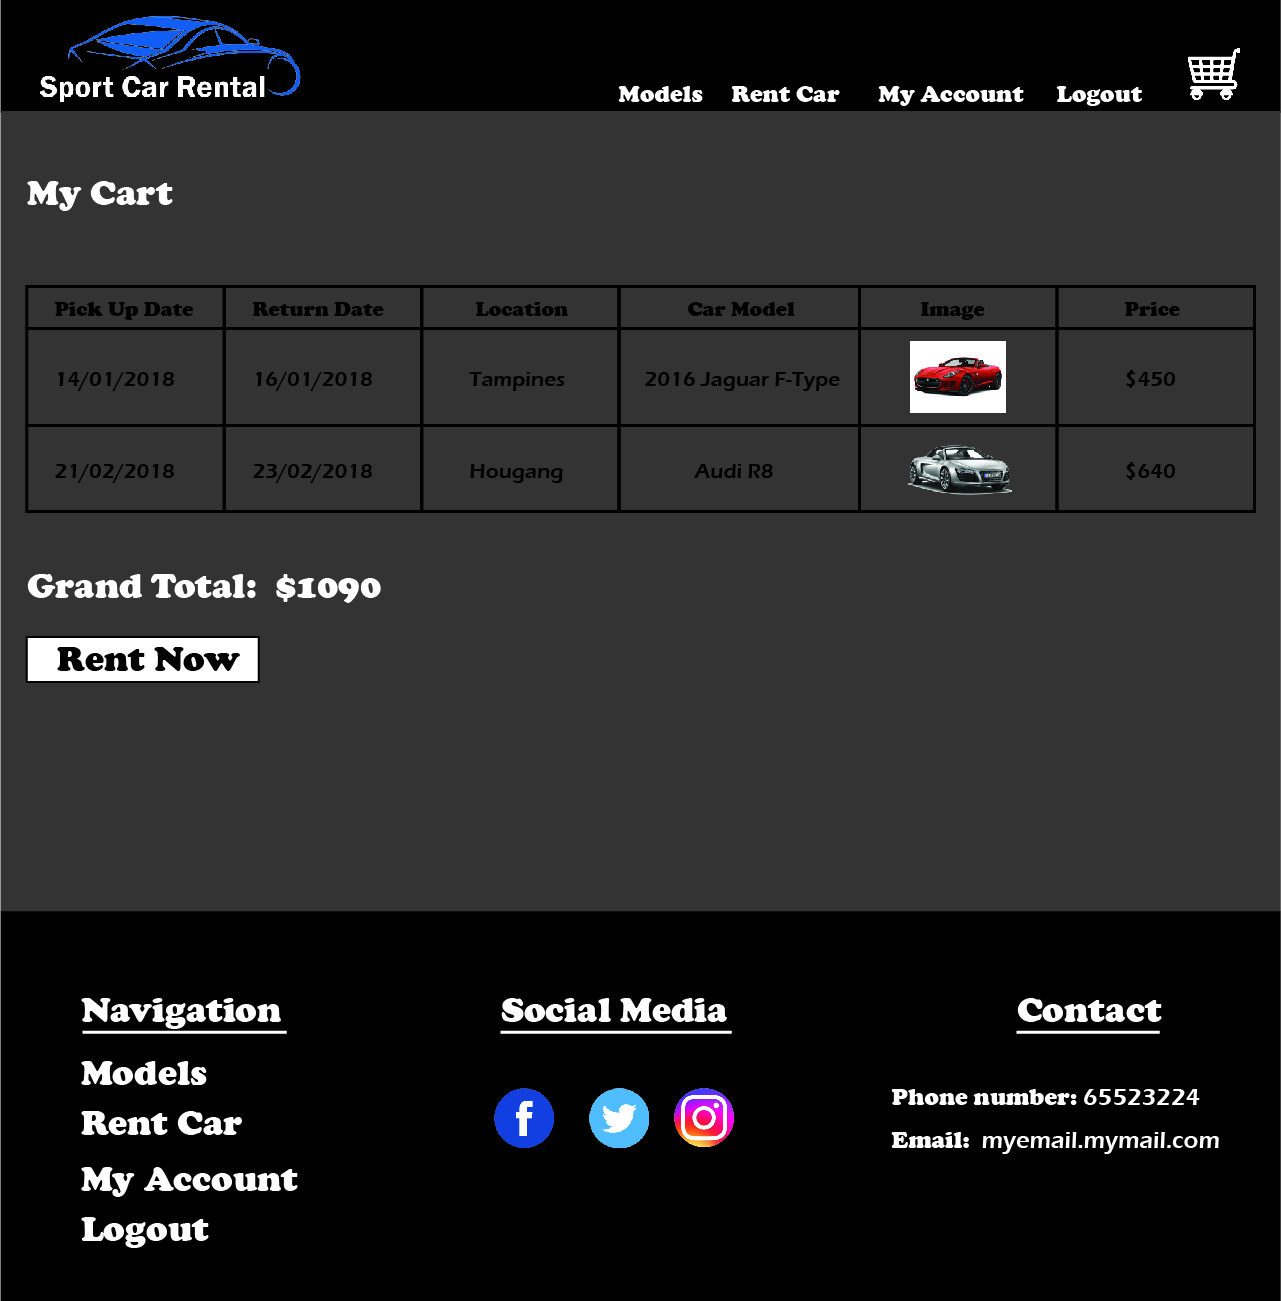 Sport Car Rental
Models Rent Car My Account Logout
My Cart
Pick Up Date Return Date Location Car Model Image Price
14/01/2018 16/01/2018 Tampines 2016 Jaguar F-Type $450
21/02/2018 23/02/2018 Hougang Audi R8 $640
Grand Total: $1090
Rent Now
Navigation Social Media Contact
Models
Phone number: 65523224
Rent Car
Email: myemail.mymail.com
My Account
Logout